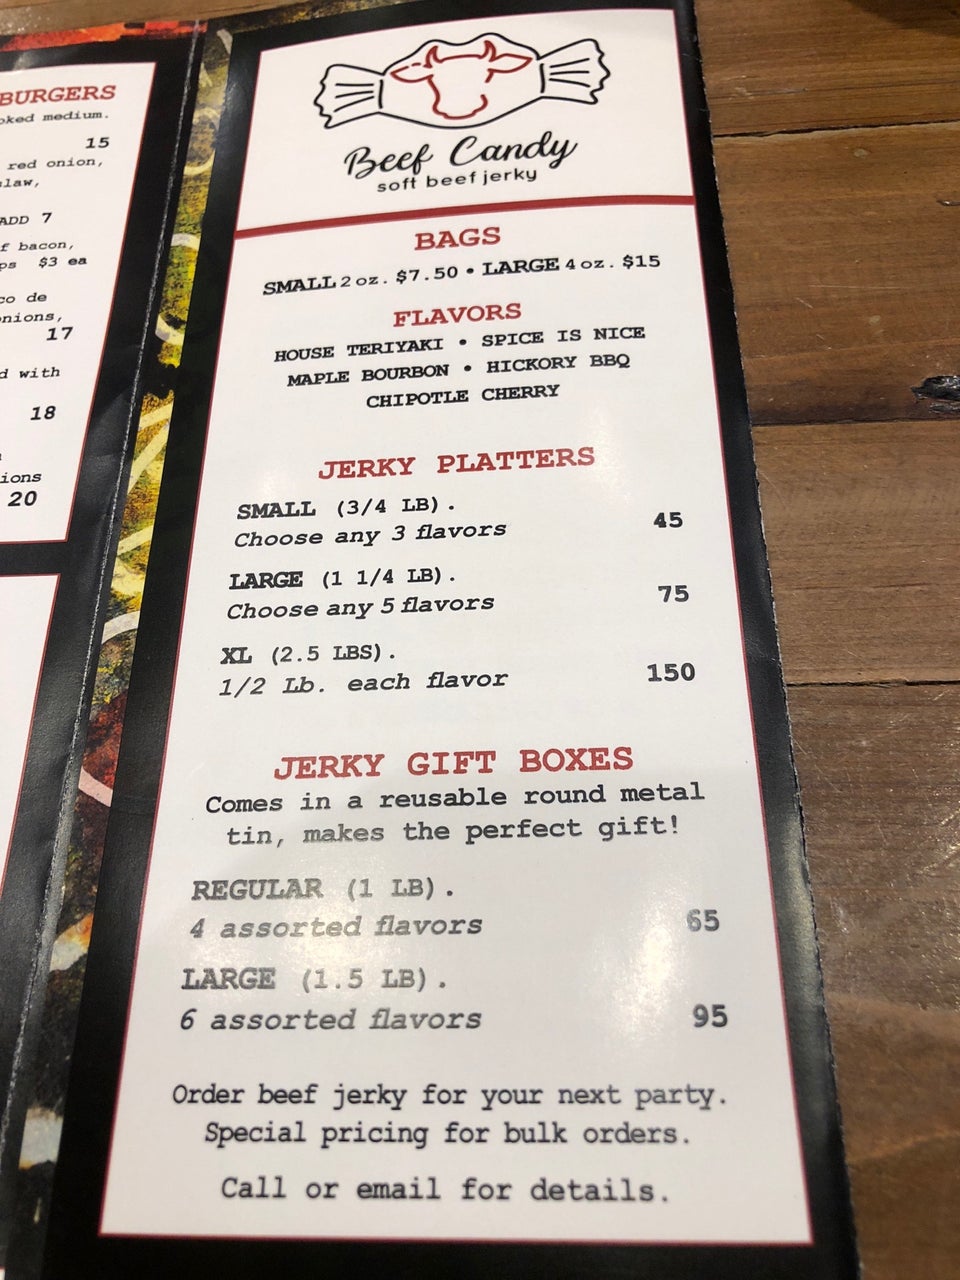 BURGERS
oked medium.
15
red onion,
slaw,
ADD 7
f bacon,
ps $3 ea
co de
onions,
17
d with
18
ions
20
Beef Candy
soft beef jerky
BAGS
SMALL 2 oz. $7.50 • LARGE 4 oz. $15
FLAVORS
HOUSE TERIYAKI • SPICE IS NICE
MAPLE BOURBON • HICKORY BBQ
CHIPOTLE CHERRY
JERKY PLATTERS
SMALL (3/4 LB).
Choose any 3 flavors 45
LARGE (1 1/4 LB).
Choose any 5 flavors 75
XL (2.5 LBS).
1/2 Lb. each flavor 150
JERKY GIFT BOXES
Comes in a reusable round metal
tin, makes the perfect gift!
REGULAR (1 LB).
4 assorted flavors 65
LARGE (1.5 LB).
6 assorted flavors 95
Order beef jerky for your next party.
Special pricing for bulk orders.
Call or email for details.